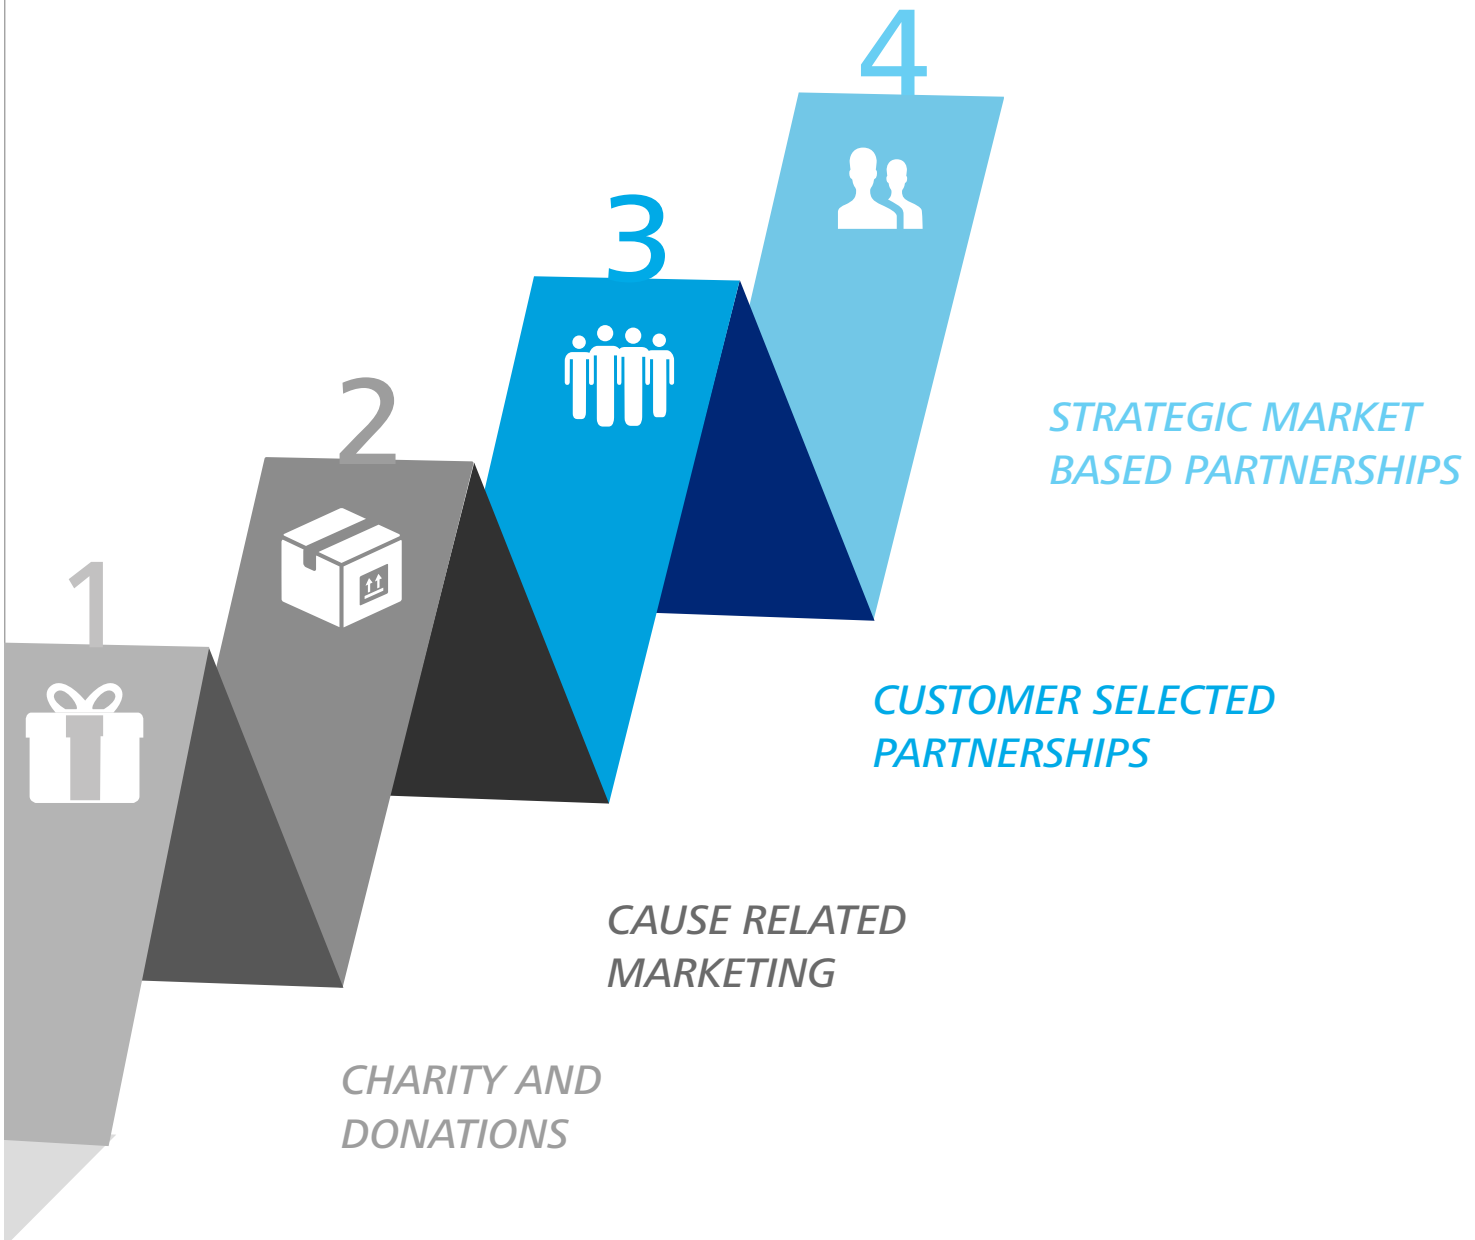 4
3
2
1
STRATEGIC MARKET
BASED PARTNERSHIPS
CUSTOMER SELECTED
PARTNERSHIPS
CAUSE RELATED
MARKETING
CHARITY AND
DONATIONS